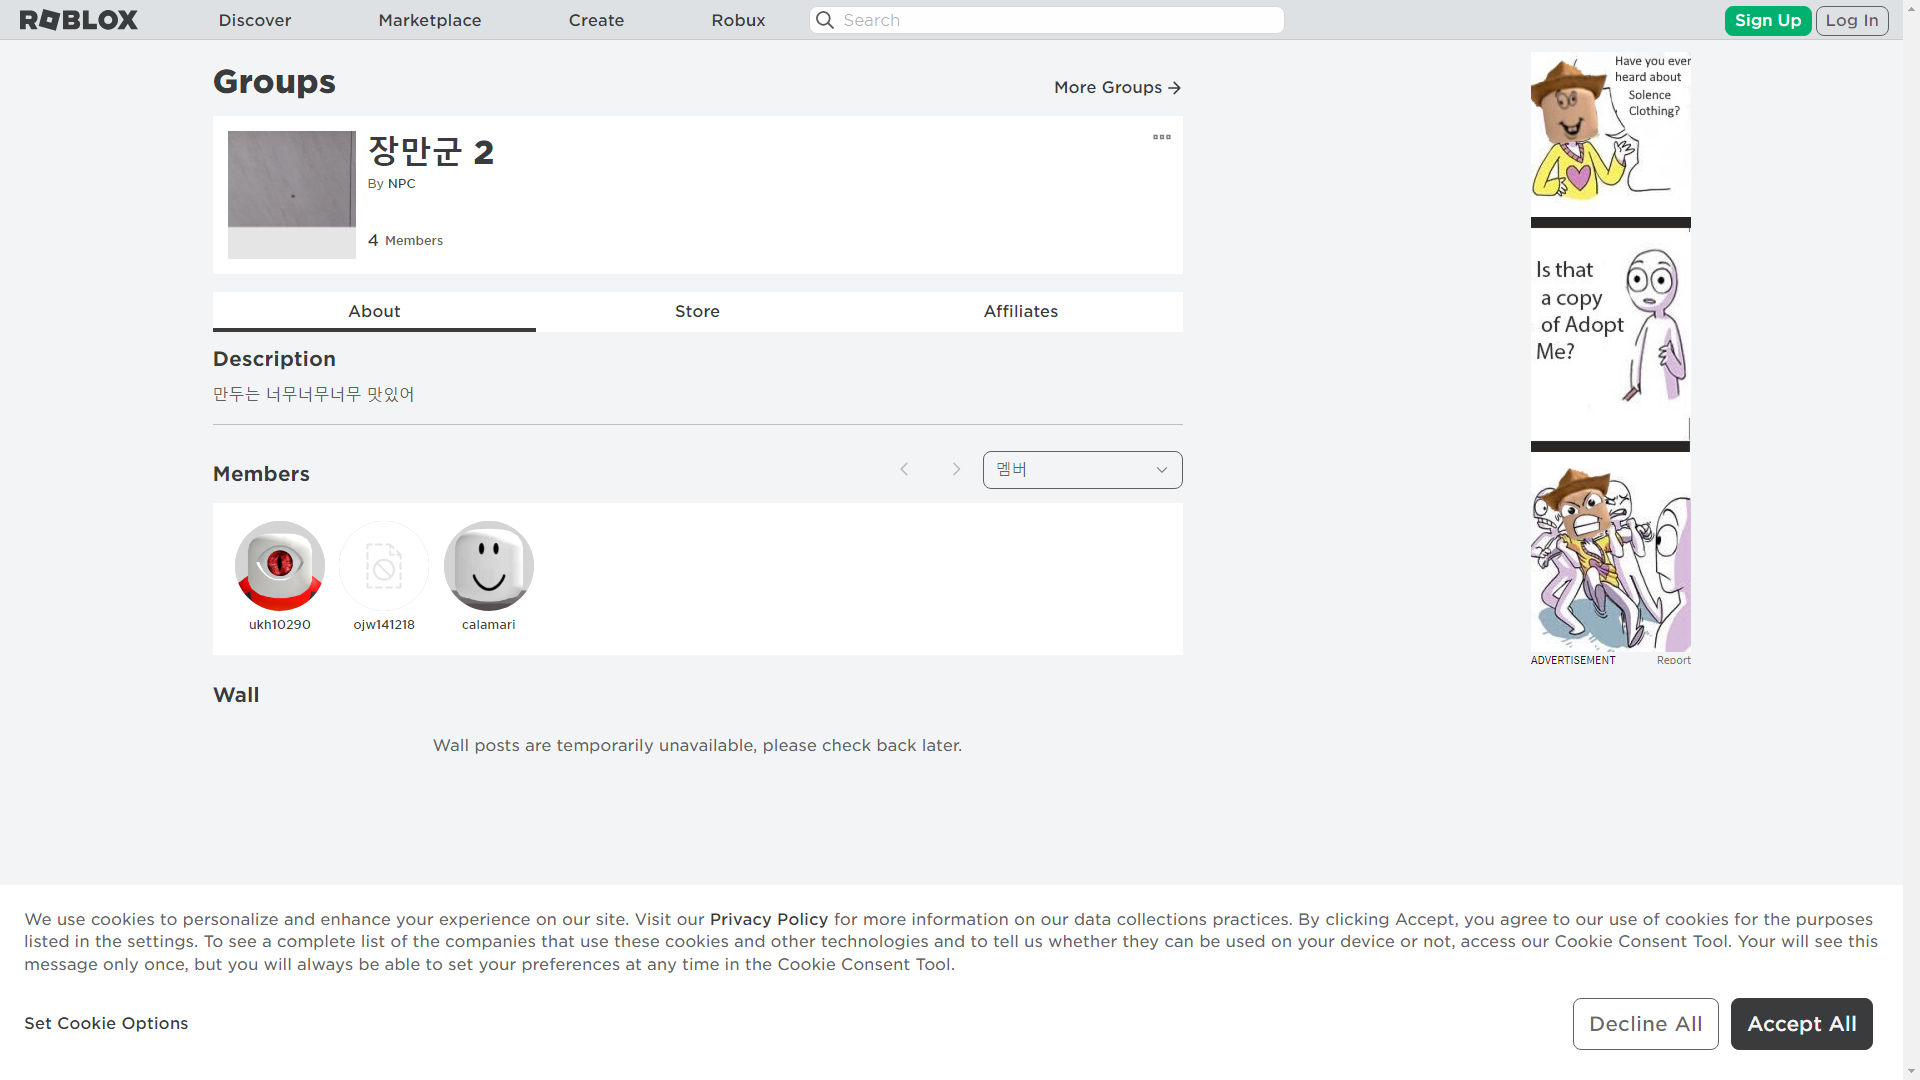 ROBLOX
Discover
Marketplace
Create
Robux
Search
Sign Up
Log In
Groups
More Groups
장만군 2
By NPC
4 Members
About
Store
Affiliates
Description
만두는 너무너무너무 맛있어
Members
멤버
ukh10290
ojw141218
calamari
Wall
Wall posts are temporarily unavailable, please check back later.
Have you ever
heard about
Solence
Clothing?
Is that
a copy
of Adopt
Me?
ADVERTISEMENT
Report
We use cookies to personalize and enhance your experience on our site. Visit our Privacy Policy for more information on our data collections practices. By clicking Accept, you agree to our use of cookies for the purposes
listed in the settings. To see a complete list of the companies that use these cookies and other technologies and to tell us whether they can be used on your device or not, access our Cookie Consent Tool. Your will see this
message only once, but you will always be able to set your preferences at any time in the Cookie Consent Tool.
Set Cookie Options
Decline All
Accept All